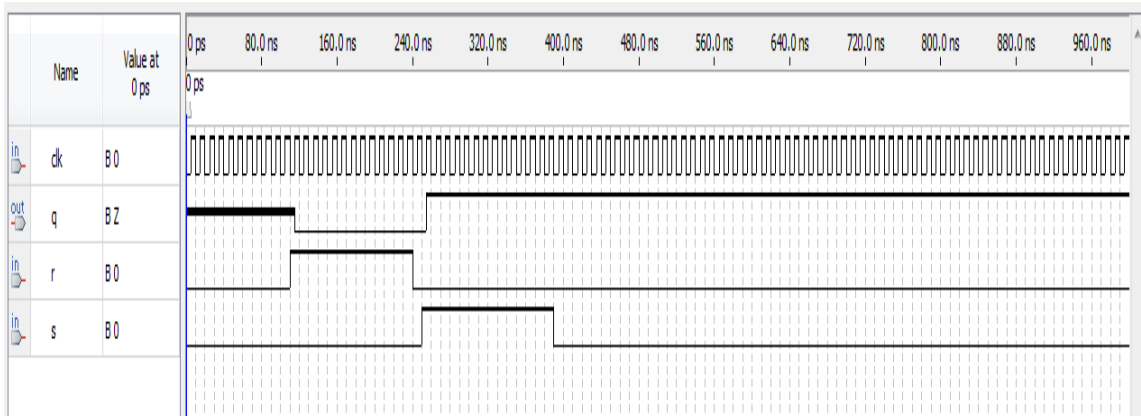 Name
Value at
0 ps
0 ps 80.0 ns 160.0 ns 240.0 ns 320.0 ns 400.0 ns 480.0 ns 560.0 ns 640.0 ns 720.0 ns 800.0 ns 880.0 ns 960.0 ns
0 ps
in clk B 0
out q B Z
in r B 0
in s B 0